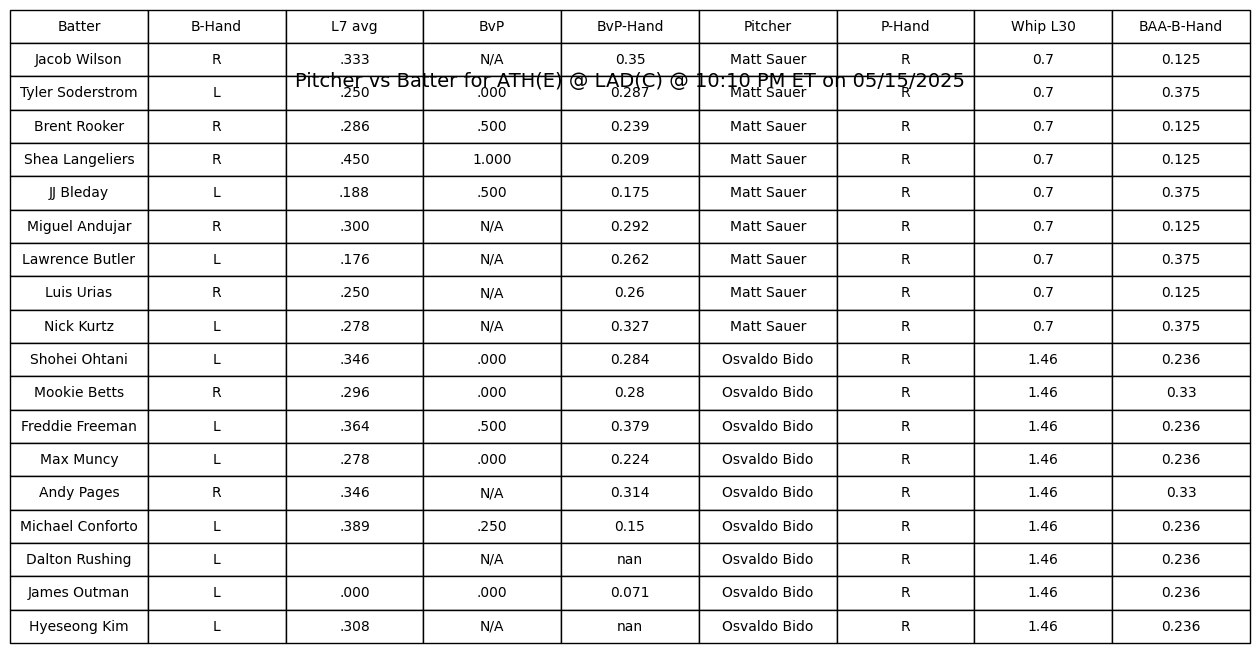 Batter B-Hand L7 avg BvP BvP-Hand Pitcher P-Hand Whip L30 BAA-B-Hand
Jacob Wilson R .333 N/A 0.35 Matt Sauer R 0.7 0.125
Pitcher vs Batter for ATH(E) @ LAD(C) @ 10:10 PM ET on 05/15/2025
Tyler Soderstrom L .250 .000 0.287 Matt Sauer R 0.7 0.375
Brent Rooker R .286 .500 0.239 Matt Sauer R 0.7 0.125
Shea Langeliers R .450 1.000 0.209 Matt Sauer R 0.7 0.125
JJ Bleday L .188 .500 0.175 Matt Sauer R 0.7 0.375
Miguel Andujar R .300 N/A 0.292 Matt Sauer R 0.7 0.125
Lawrence Butler L .176 N/A 0.262 Matt Sauer R 0.7 0.375
Luis Urias R .250 N/A 0.26 Matt Sauer R 0.7 0.125
Nick Kurtz L .278 N/A 0.327 Matt Sauer R 0.7 0.375
Shohei Ohtani L .346 .000 0.284 Osvaldo Bido R 1.46 0.236
Mookie Betts R .296 .000 0.28 Osvaldo Bido R 1.46 0.33
Freddie Freeman L .364 .500 0.379 Osvaldo Bido R 1.46 0.236
Max Muncy L .278 .000 0.224 Osvaldo Bido R 1.46 0.236
Andy Pages R .346 N/A 0.314 Osvaldo Bido R 1.46 0.33
Michael Conforto L .389 .250 0.15 Osvaldo Bido R 1.46 0.236
Dalton Rushing L N/A nan Osvaldo Bido R 1.46 0.236
James Outman L .000 .000 0.071 Osvaldo Bido R 1.46 0.236
Hyeseong Kim L .308 N/A nan Osvaldo Bido R 1.46 0.236